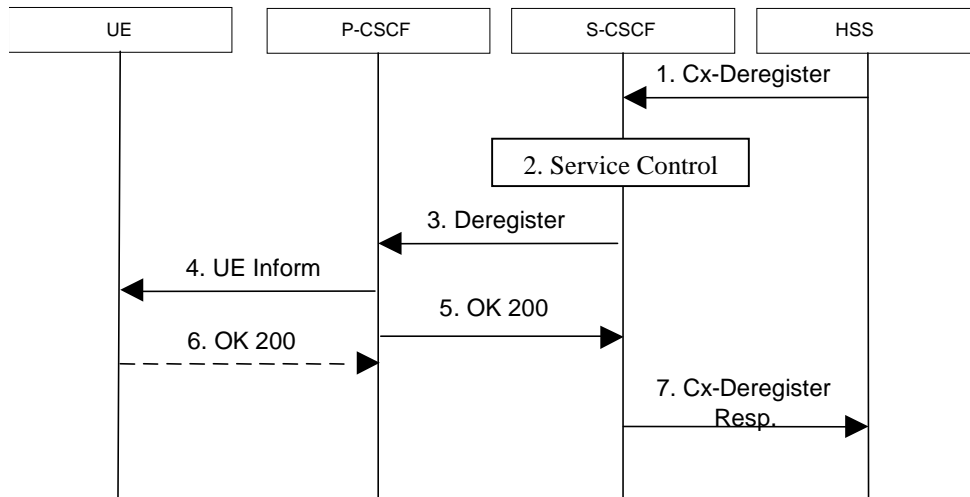 UE
P-CSCF
S-CSCF
HSS
1. Cx-Deregister
2. Service Control
3. Deregister
4. UE Inform
5. OK 200
6. OK 200
7. Cx-Deregister
Resp.